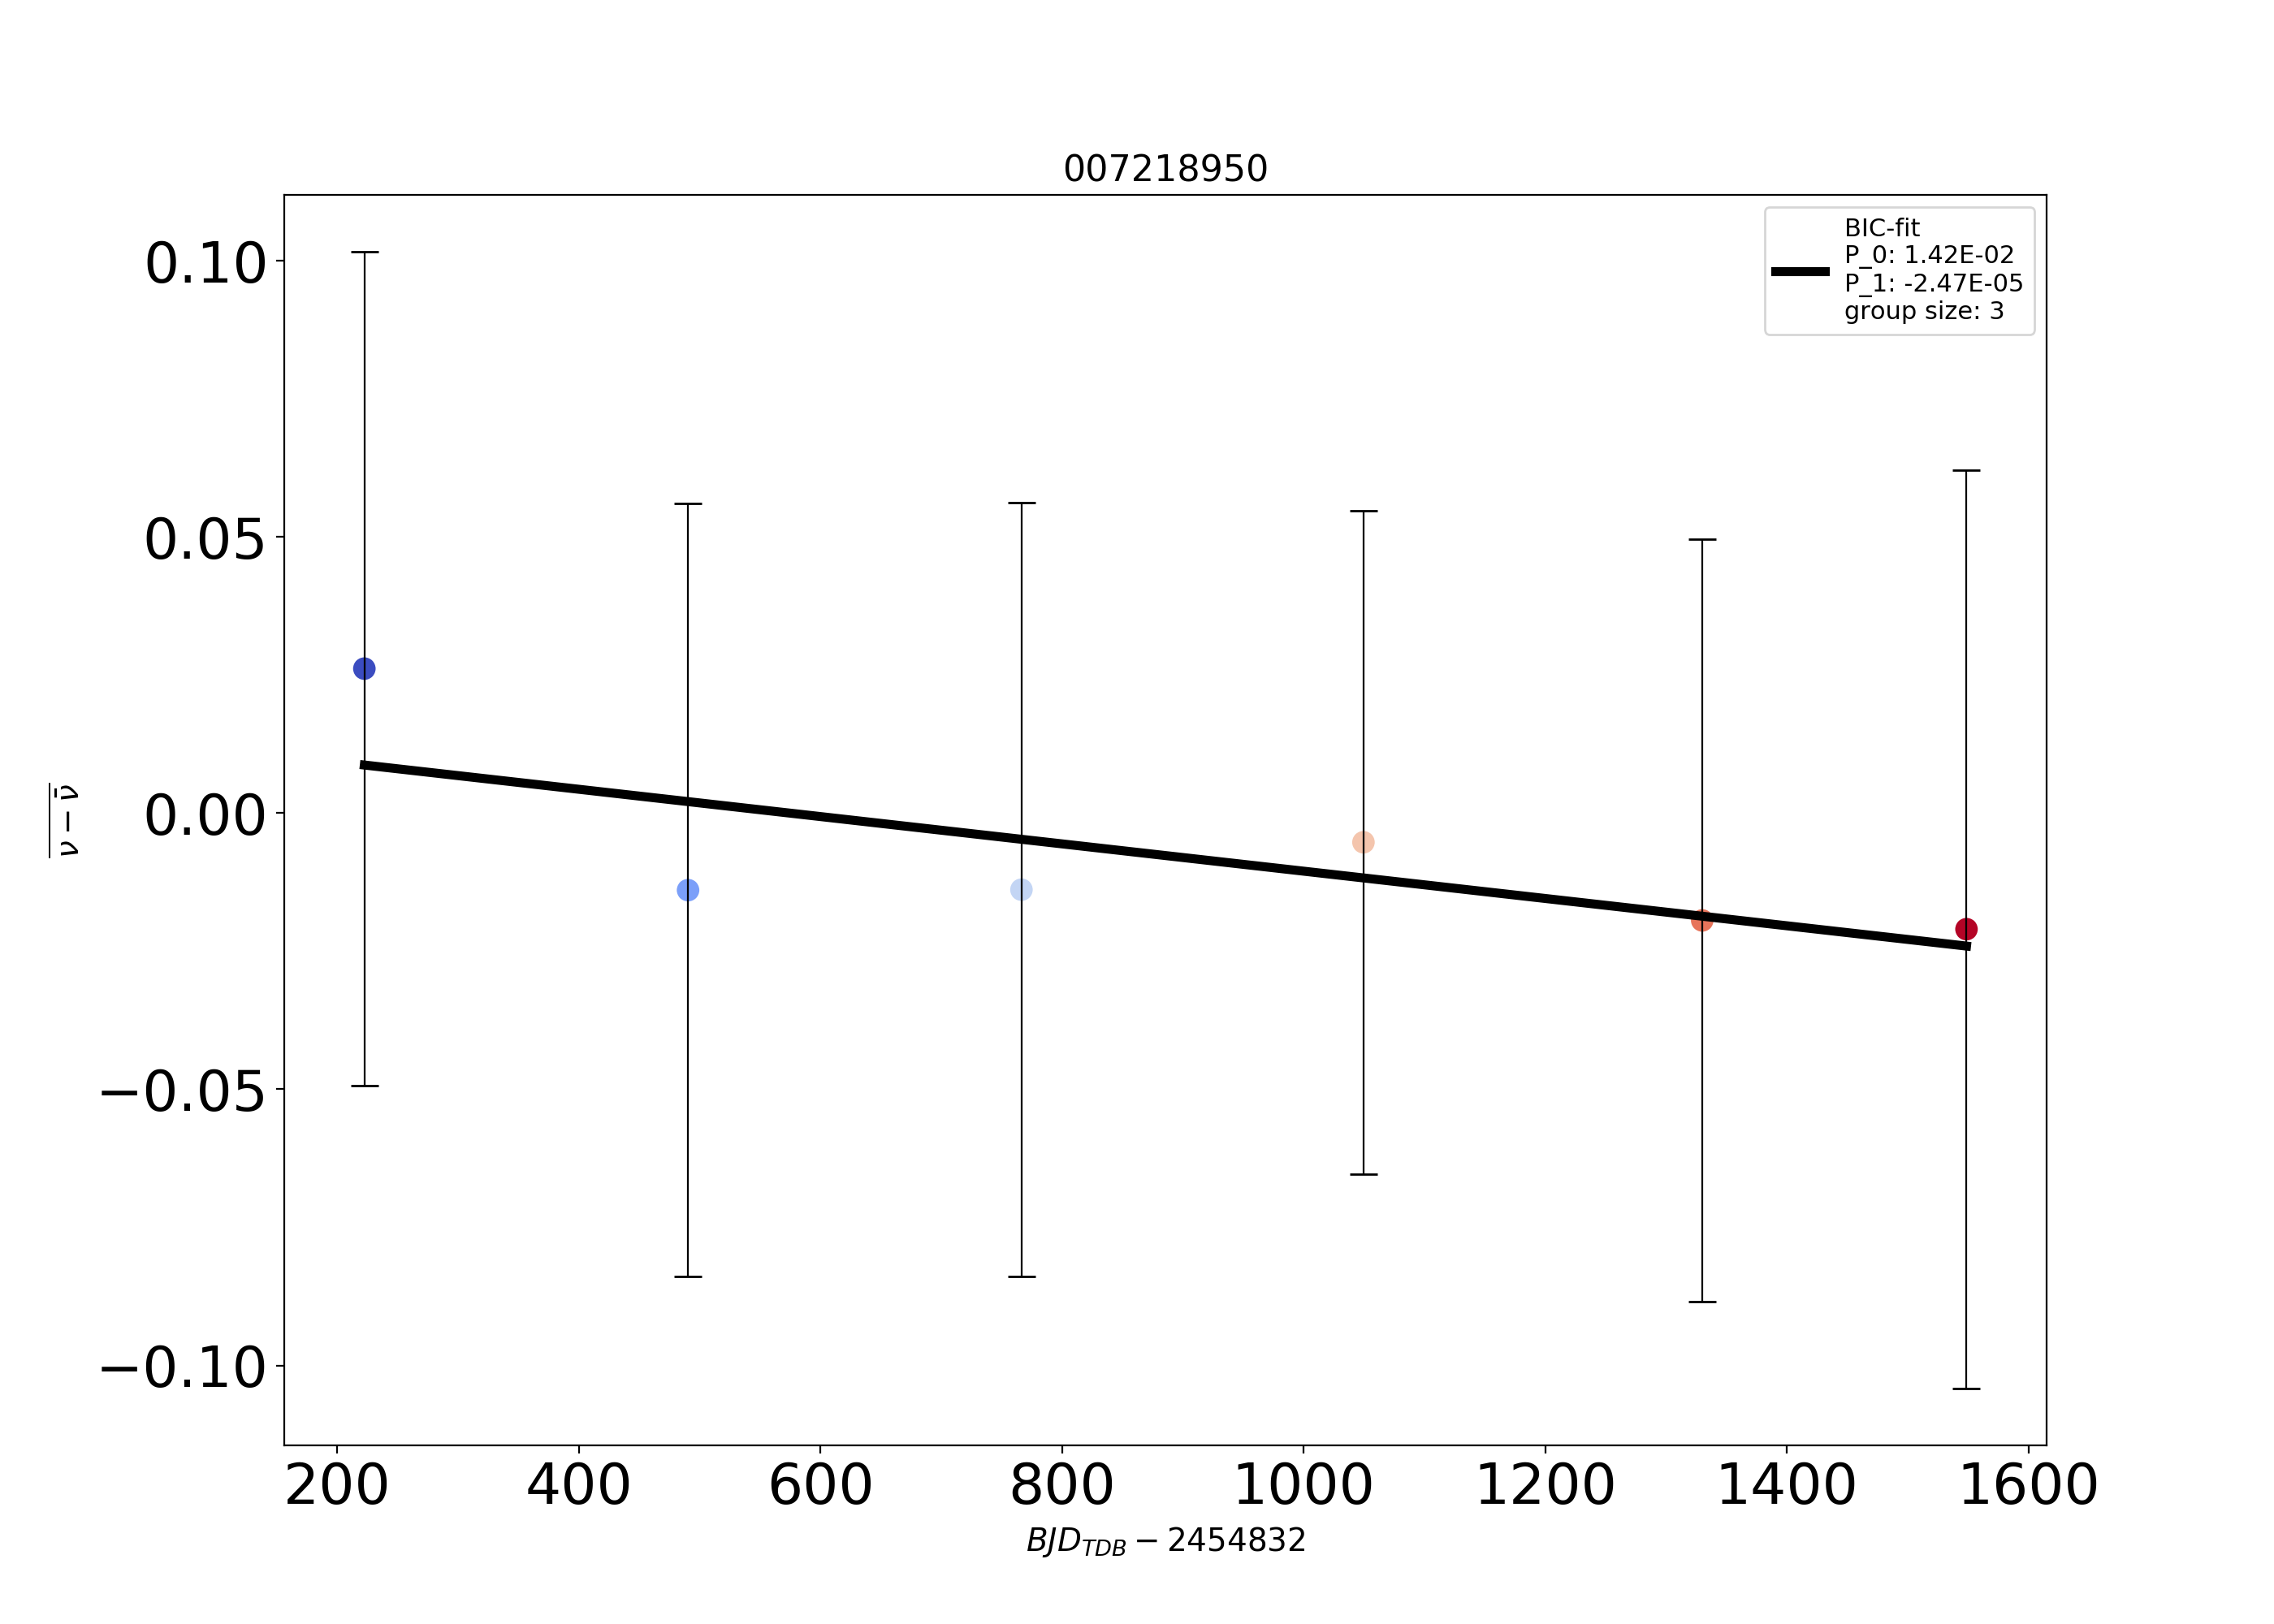 007218950
BIC-fit
P_0: 1.42E-02
P_1: -2.47E-05
group size: 3
0.10
0.05
0.00
−0.05
−0.10
ν − ν̄
200 400 600 800 1000 1200 1400 1600
BJD_TDB − 2454832